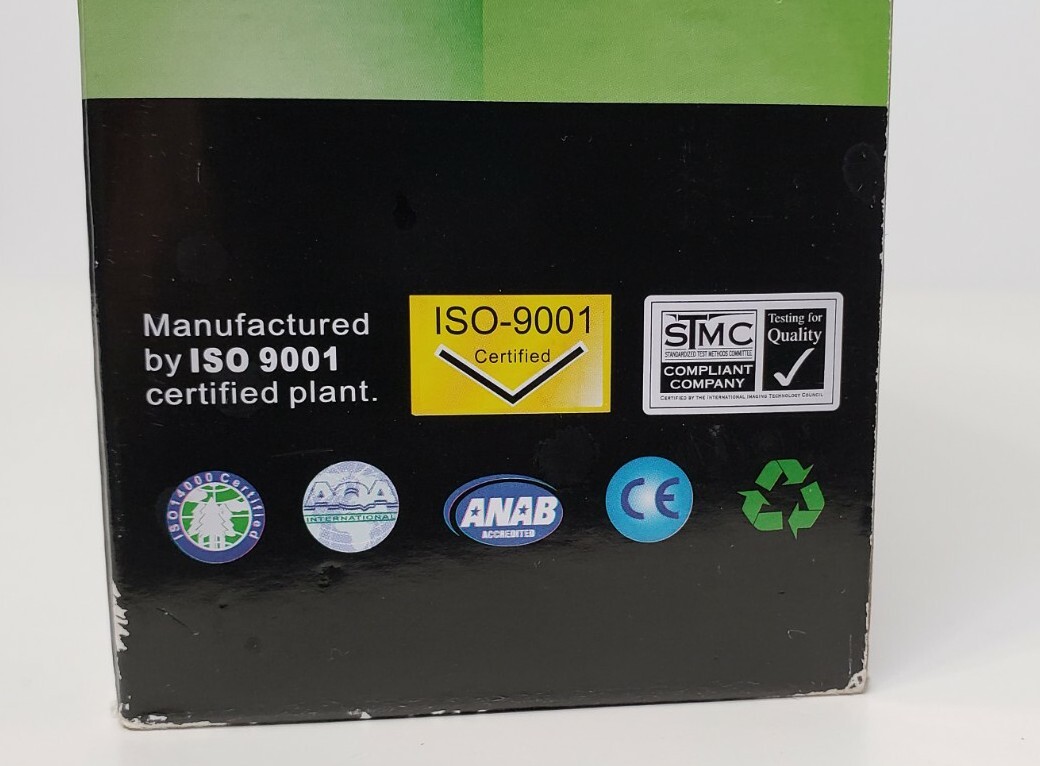 Manufactured
by ISO 9001
certified plant.
ISO-9001
Certified
STMC
STANDARDIZED TEST METHODS COMMITTEE
COMPLIANT
COMPANY
Testing for
Quality
CERTIFIED BY THE INTERNATIONAL IMAGING TECHNOLOGY COUNCIL
ISO14000 Certified
AQA
INTERNATIONAL
ANAB
ACCREDITED
CE